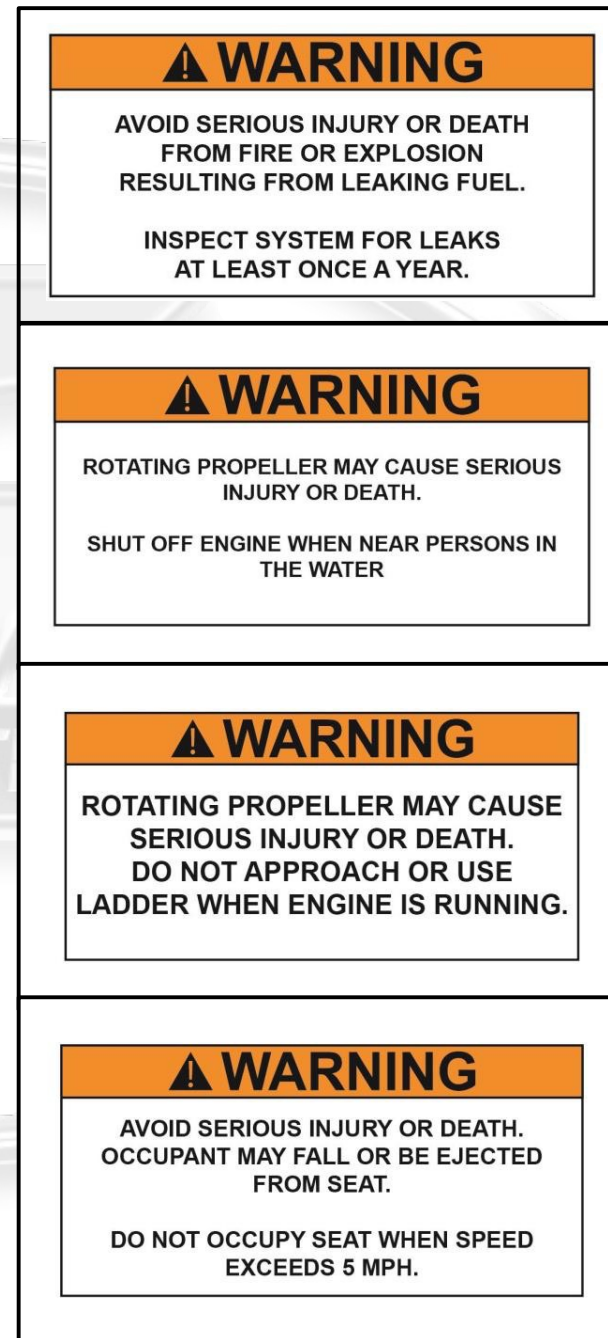 WARNING
AVOID SERIOUS INJURY OR DEATH
FROM FIRE OR EXPLOSION
RESULTING FROM LEAKING FUEL.
INSPECT SYSTEM FOR LEAKS
AT LEAST ONCE A YEAR.
WARNING
ROTATING PROPELLER MAY CAUSE SERIOUS
INJURY OR DEATH.
SHUT OFF ENGINE WHEN NEAR PERSONS IN
THE WATER
WARNING
ROTATING PROPELLER MAY CAUSE
SERIOUS INJURY OR DEATH.
DO NOT APPROACH OR USE
LADDER WHEN ENGINE IS RUNNING.
WARNING
AVOID SERIOUS INJURY OR DEATH.
OCCUPANT MAY FALL OR BE EJECTED
FROM SEAT.
DO NOT OCCUPY SEAT WHEN SPEED
EXCEEDS 5 MPH.